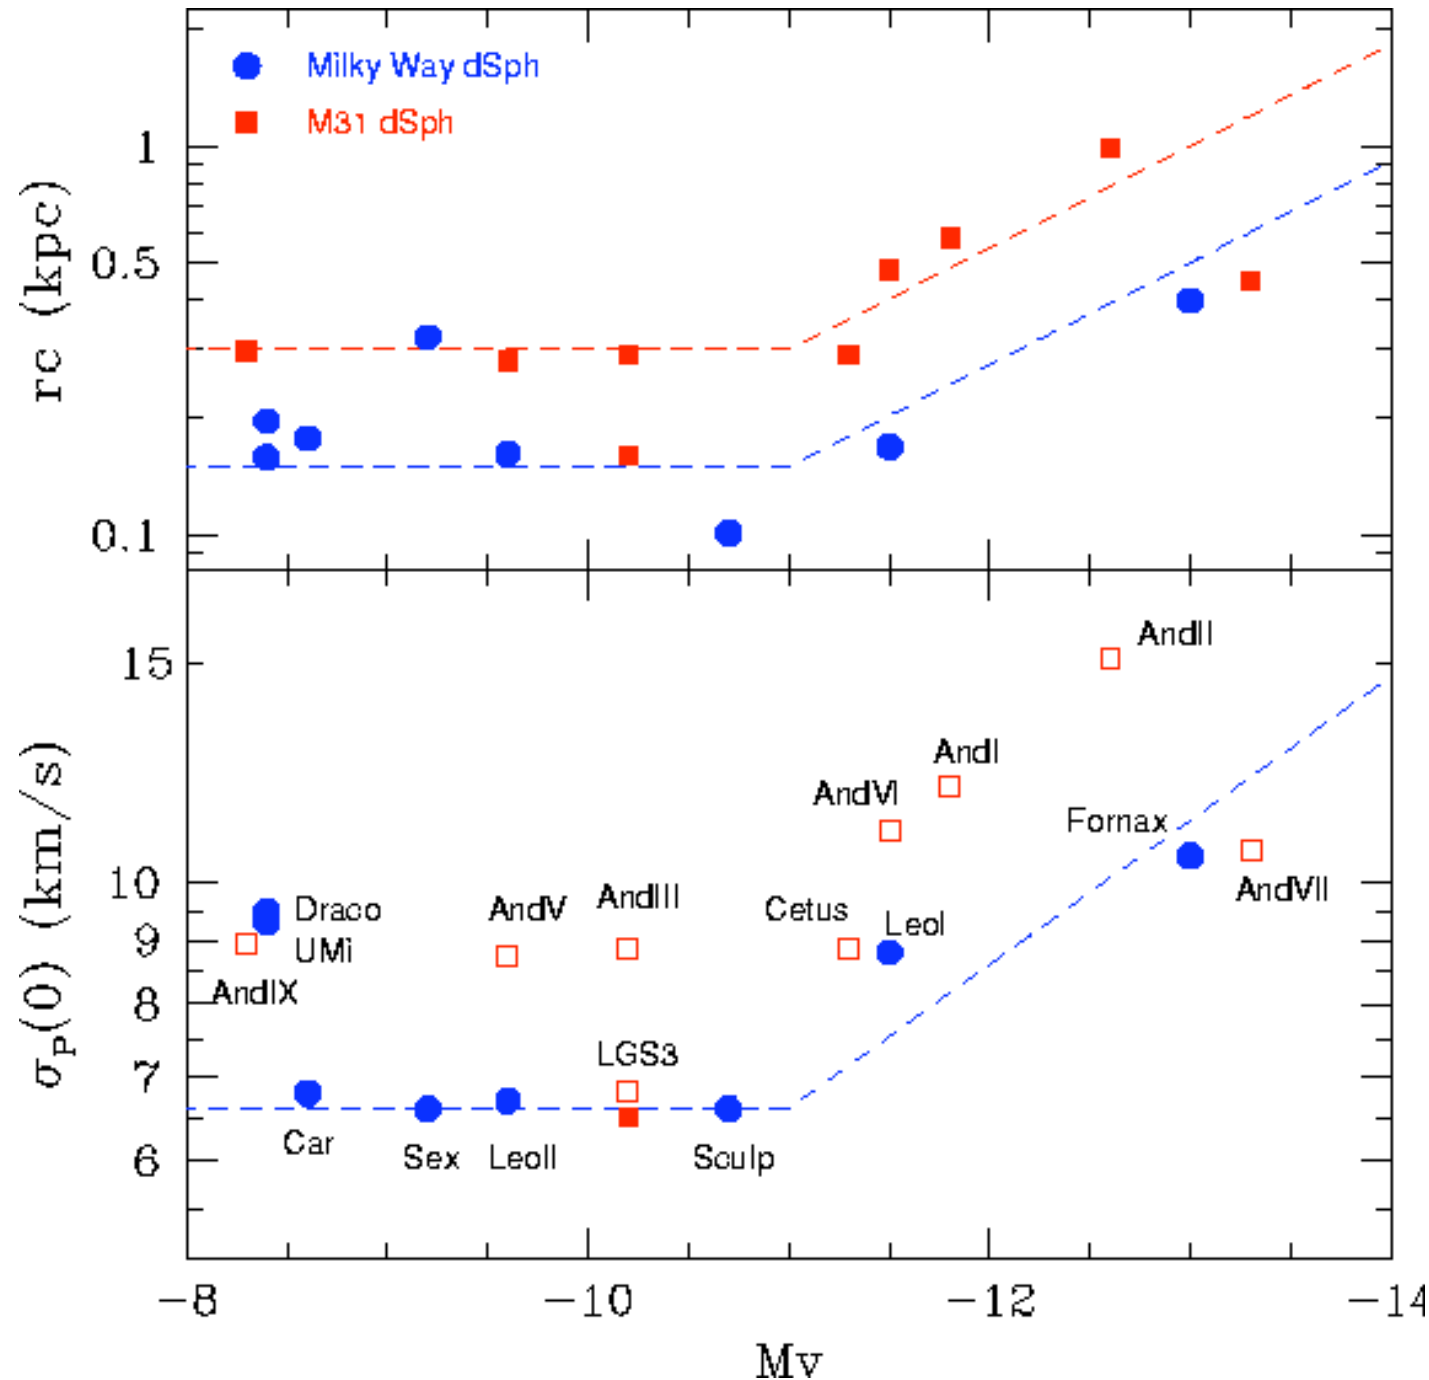 Milky Way dSph
M31 dSph
1
0.5
0.1
rc (kpc)
AndII
15
AndI
AndVI
Fornax
10
AndIII
AndVII
Draco
AndV
Cetus
LeoI
9
UMi
AndIX
8
LGS3
7
Car
Sex
LeoII
Sculp
6
σP(0) (km/s)
-8 -10 -12 -14
Mv